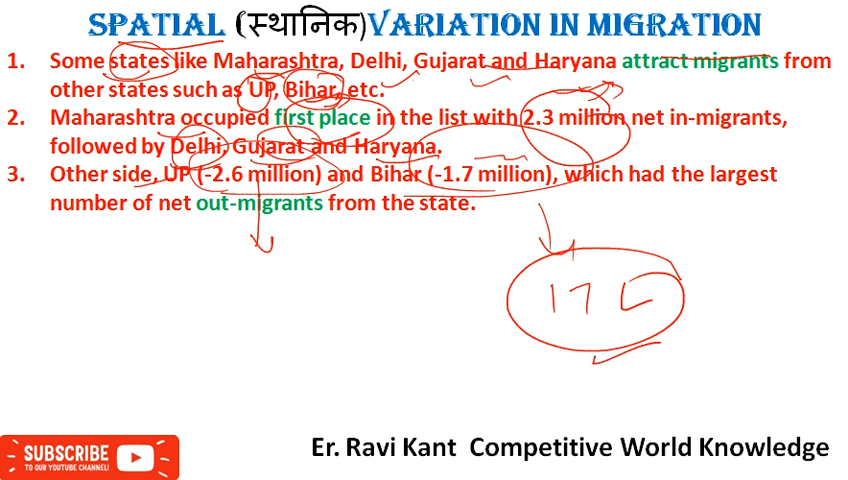 SPATIAL (स्थानिक)VARIATION IN MIGRATION
1. Some states like Maharashtra, Delhi, Gujarat and Haryana attract migrants from
other states such as UP, Bihar, etc.
2. Maharashtra occupied first place in the list with 2.3 million net in-migrants,
followed by Delhi, Gujarat and Haryana.
3. Other side, UP (-2.6 million) and Bihar (-1.7 million), which had the largest
number of net out-migrants from the state.
SUBSCRIBE
TO OUR YOUTUBE CHANNEL!
Er. Ravi Kant Competitive World Knowledge